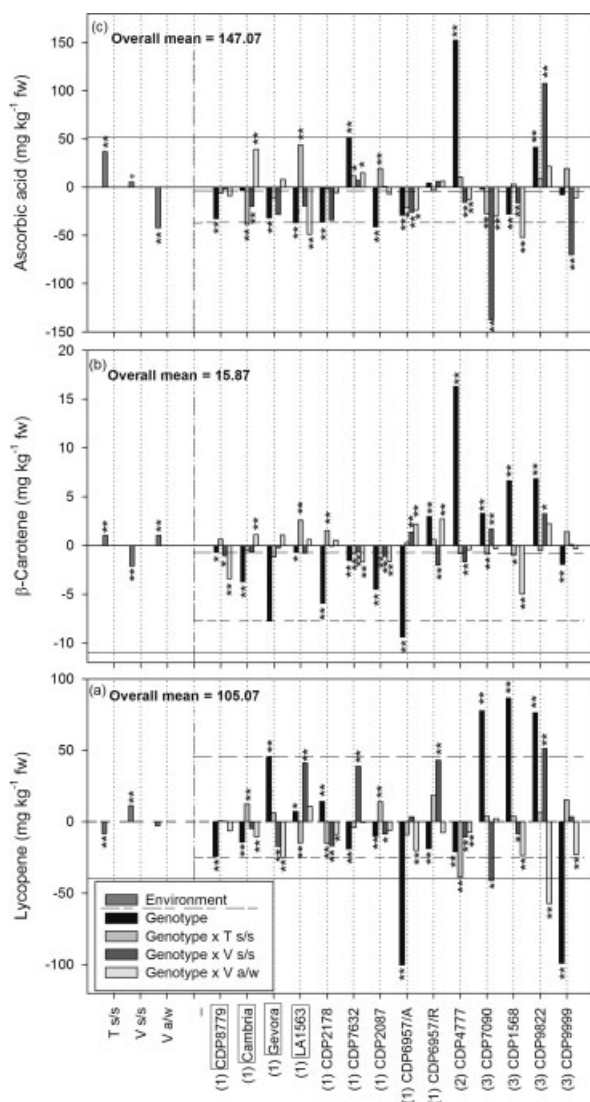 (c) Overall mean = 147.07
Ascorbic acid (mg kg⁻¹ fw)
150
100
50
0
-50
-100
-150
(b) Overall mean = 15.87
β-Carotene (mg kg⁻¹ fw)
20
15
10
5
0
-5
-10
(a) Overall mean = 105.07
Lycopene (mg kg⁻¹ fw)
100
50
0
-50
-100
Environment
Genotype
Genotype x T s/s
Genotype x V s/s
Genotype x V a/w
T s/s
V s/s
V a/w
(1) CDP8779
(1) Cambria
(1) Gevora
(1) LA1563
(1) CDP2178
(1) CDP7632
(1) CDP2087
(1) CDP6957/A
(1) CDP6957/R
(2) CDP4777
(3) CDP7090
(3) CDP1568
(3) CDP9822
(3) CDP9999